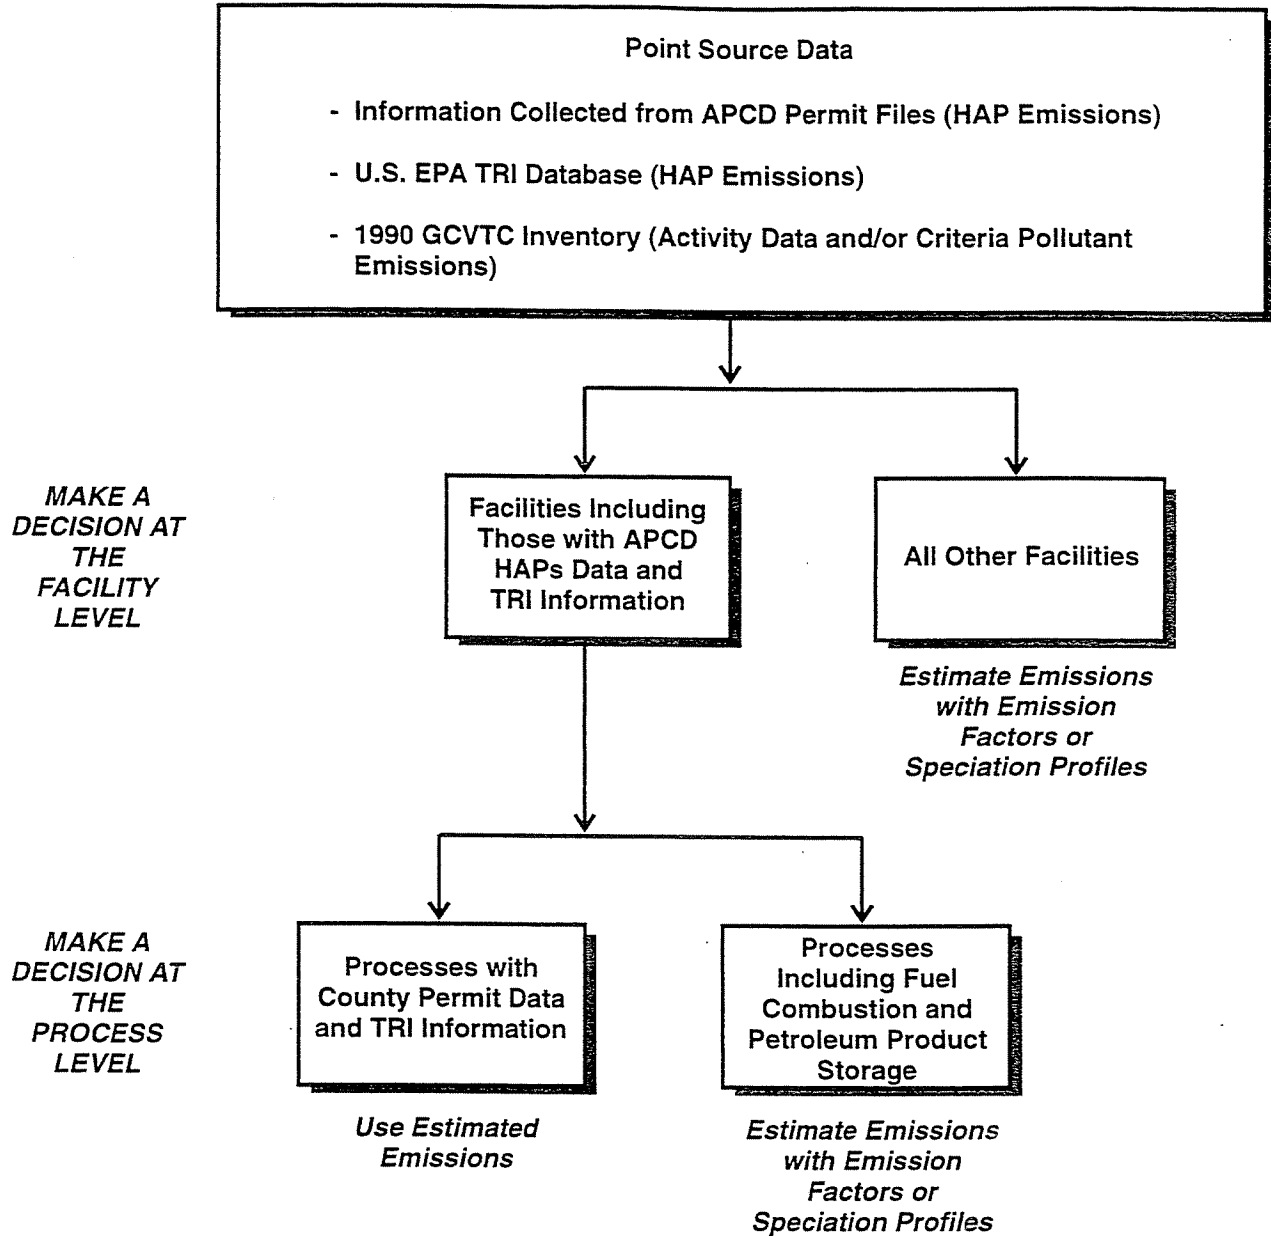 Point Source Data
- Information Collected from APCD Permit Files (HAP Emissions)
- U.S. EPA TRI Database (HAP Emissions)
- 1990 GCVTC Inventory (Activity Data and/or Criteria Pollutant
Emissions)
MAKE A
DECISION AT
THE
FACILITY
LEVEL
Facilities Including
Those with APCD
HAPs Data and
TRI Information
All Other Facilities
Estimate Emissions
with Emission
Factors or
Speciation Profiles
MAKE A
DECISION AT
THE
PROCESS
LEVEL
Processes with
County Permit Data
and TRI Information
Use Estimated
Emissions
Processes
Including Fuel
Combustion and
Petroleum Product
Storage
Estimate Emissions
with Emission
Factors or
Speciation Profiles